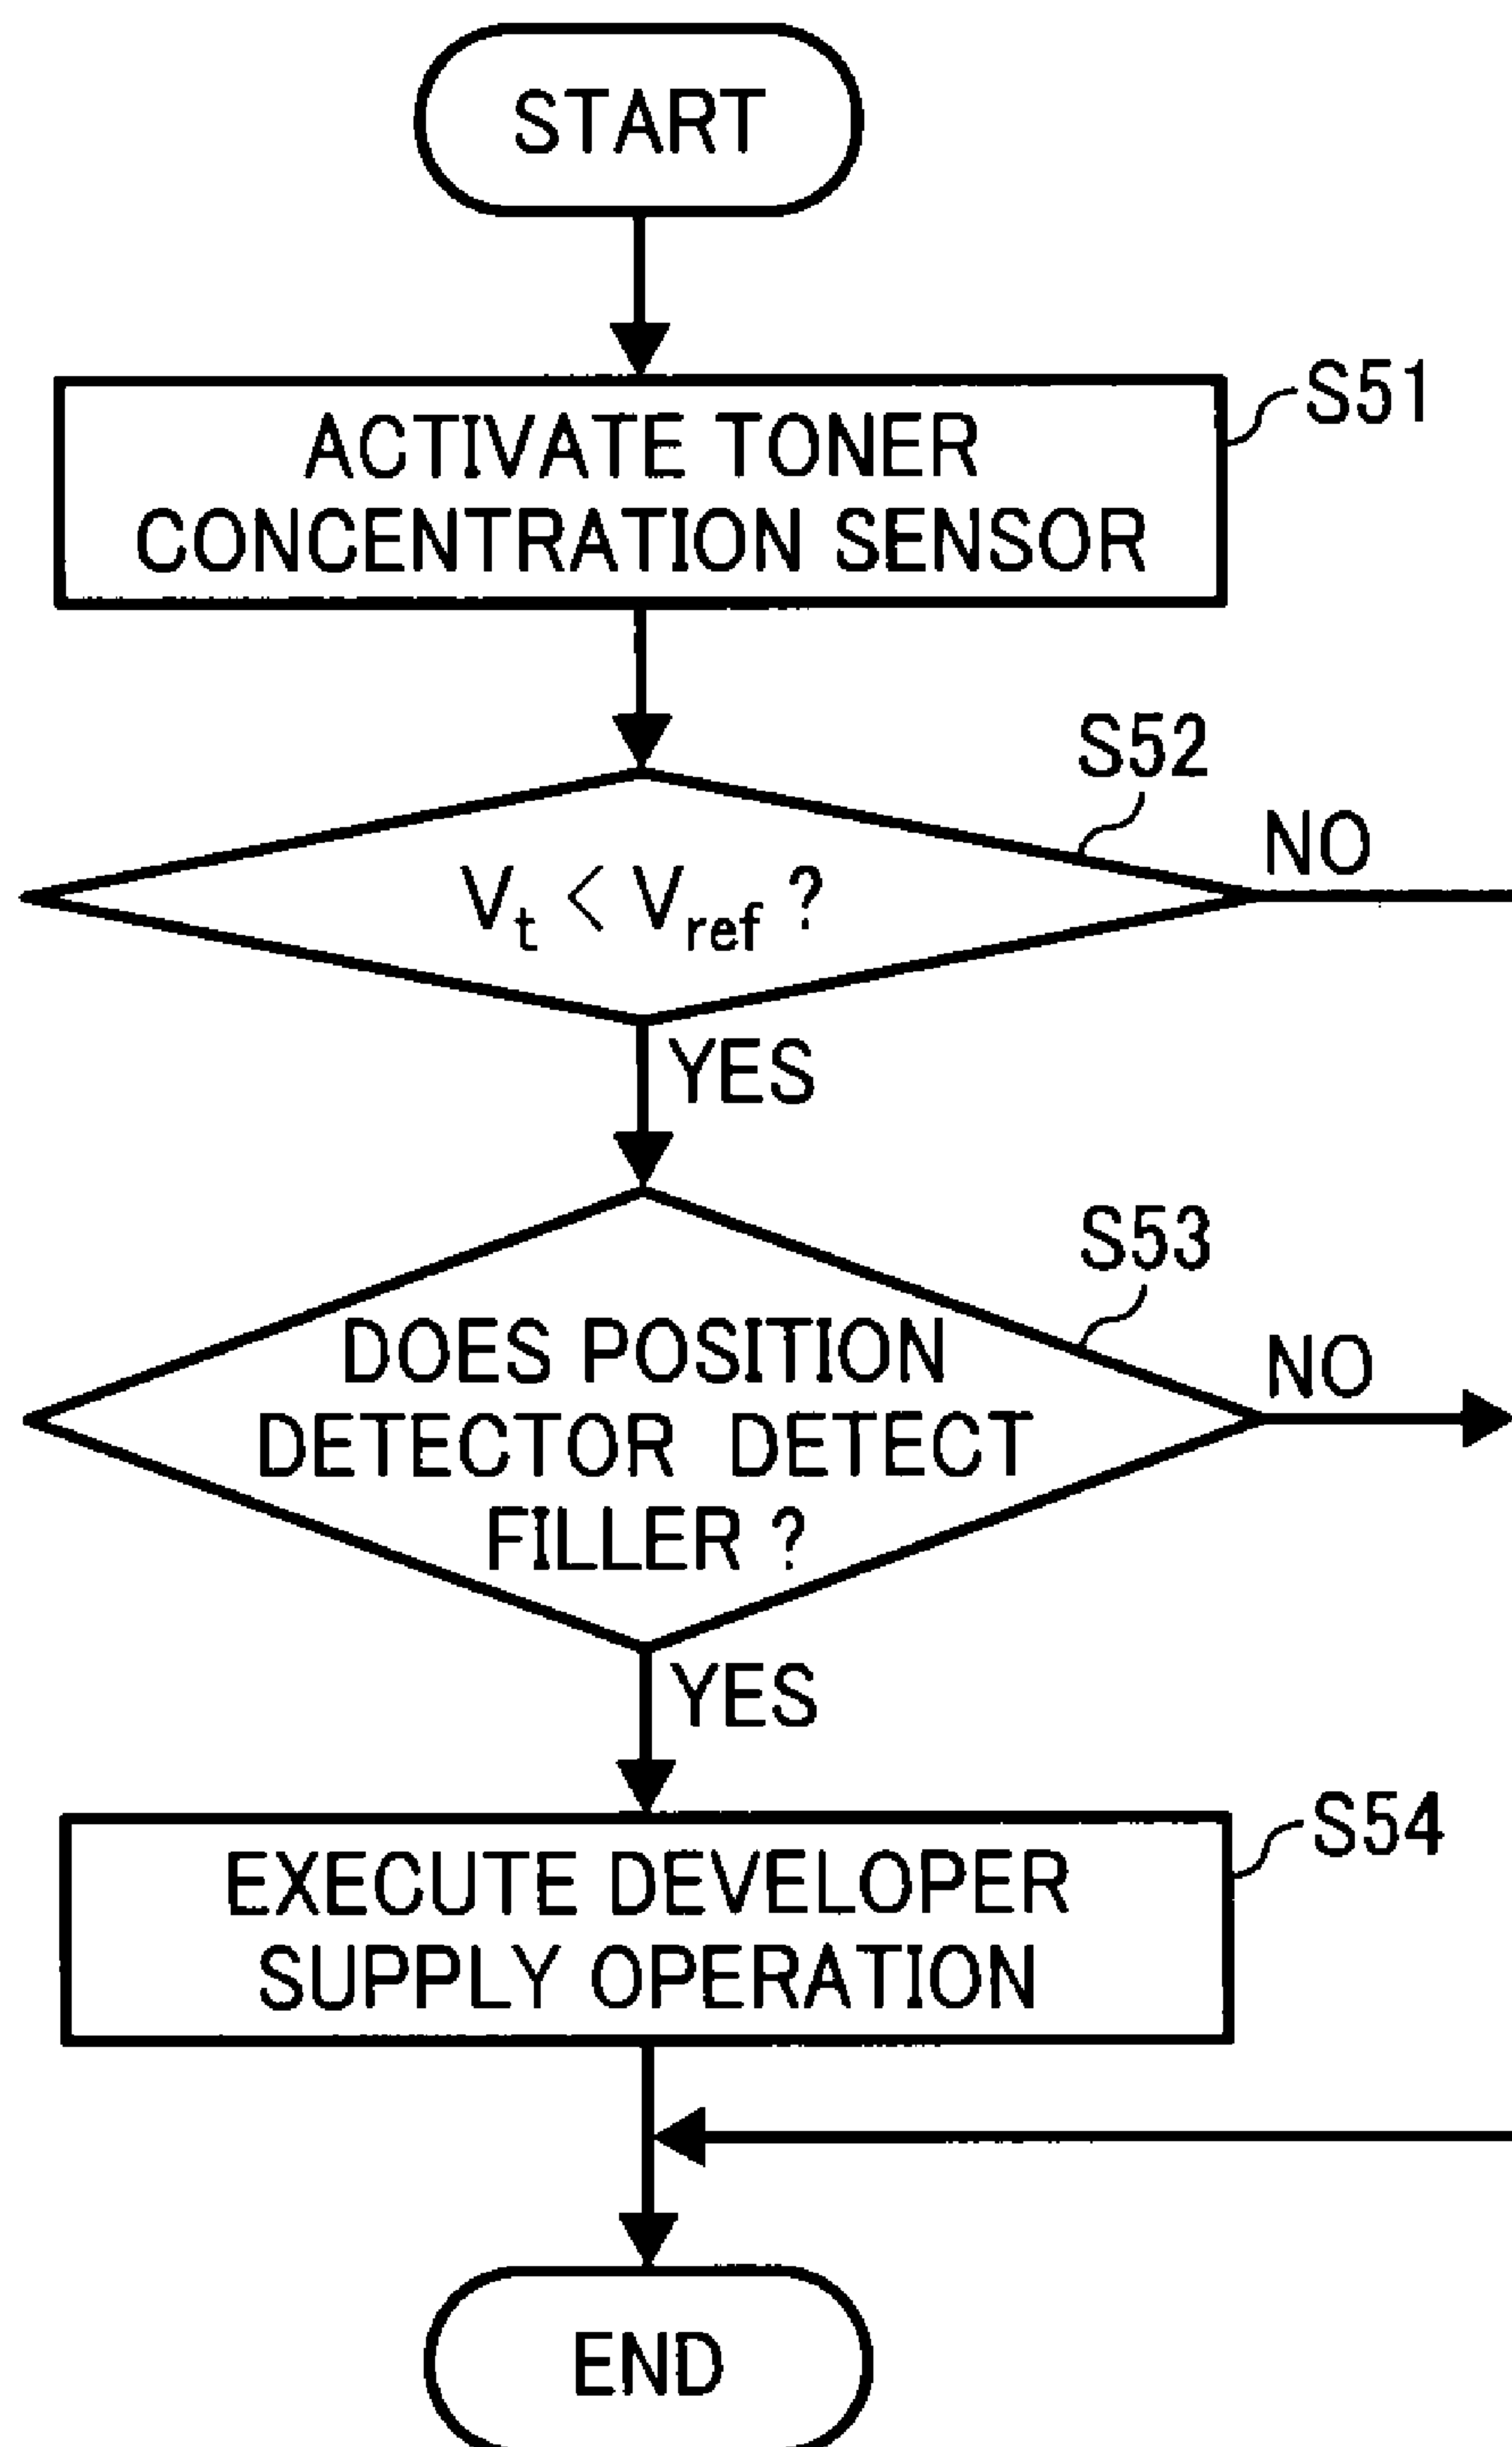 START
S51
ACTIVATE TONER
CONCENTRATION SENSOR
S52
NO
Vt < Vref ?
YES
S53
NO
DOES POSITION
DETECTOR DETECT
FILLER ?
YES
S54
EXECUTE DEVELOPER
SUPPLY OPERATION
END